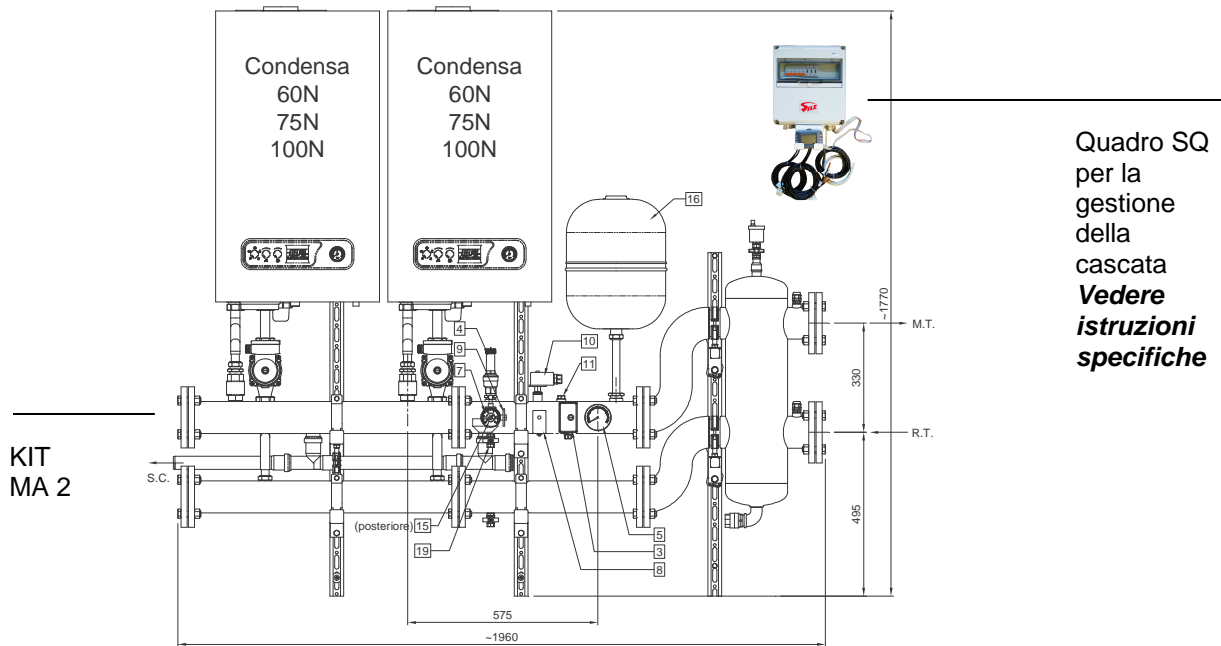 Condensa
60N
75N
100N
Condensa
60N
75N
100N
SILE
Quadro SQ
per la
gestione
della
cascata
Vedere
istruzioni
specifiche
16
~1770
4
9
7
10
11
M.T.
330
R.T.
KIT
MA 2
S.C.
495
(posteriore) 15
19
5
3
8
575
~1960